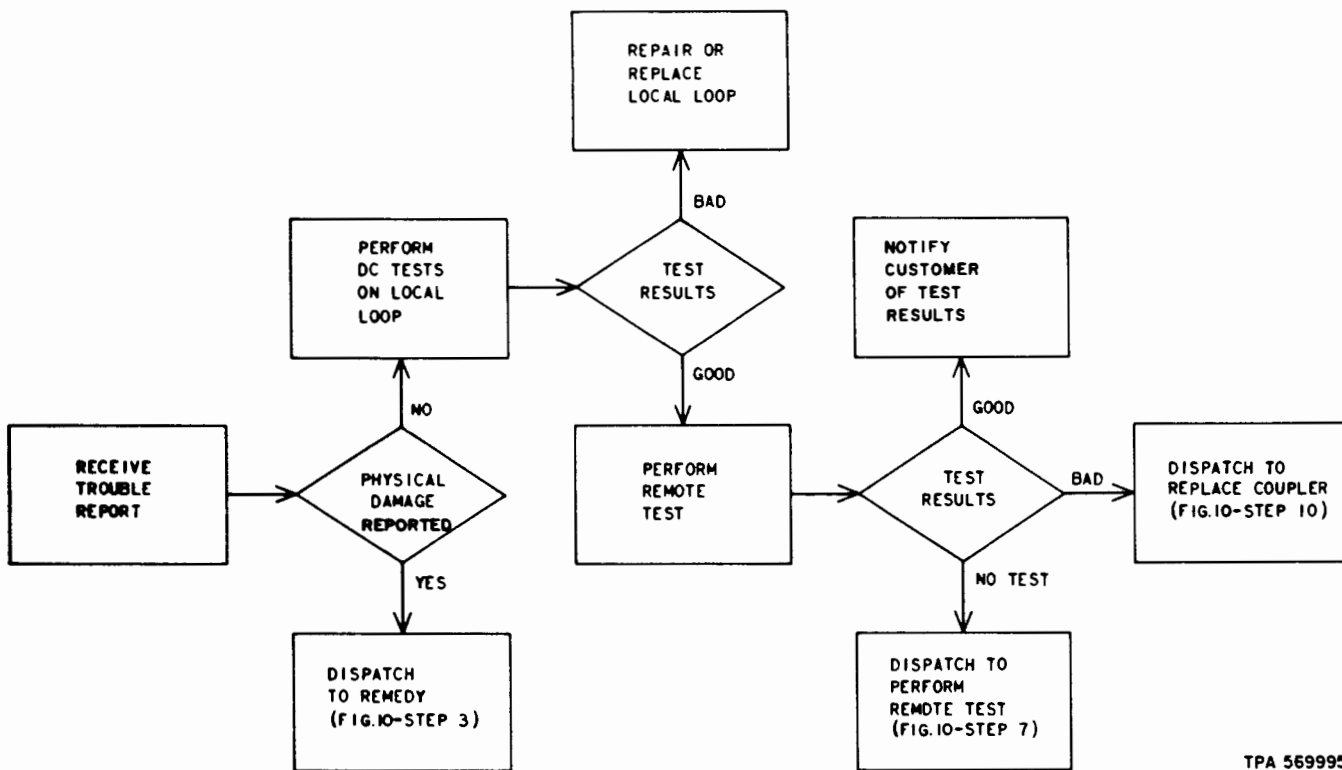 RECEIVE
TROUBLE
REPORT
PHYSICAL
DAMAGE
REPORTED
NO
YES
DISPATCH
TO REMEDY
(FIG.10-STEP 3)
PERFORM
DC TESTS
ON LOCAL
LOOP
TEST
RESULTS
BAD
REPAIR OR
REPLACE
LOCAL LOOP
GOOD
PERFORM
REMOTE
TEST
TEST
RESULTS
GOOD
NOTIFY
CUSTOMER
OF TEST
RESULTS
BAD
DISPATCH TO
REPLACE COUPLER
(FIG.10-STEP 10)
NO TEST
DISPATCH TO
PERFORM
REMOTE TEST
(FIG.10-STEP 7)
TPA 569995